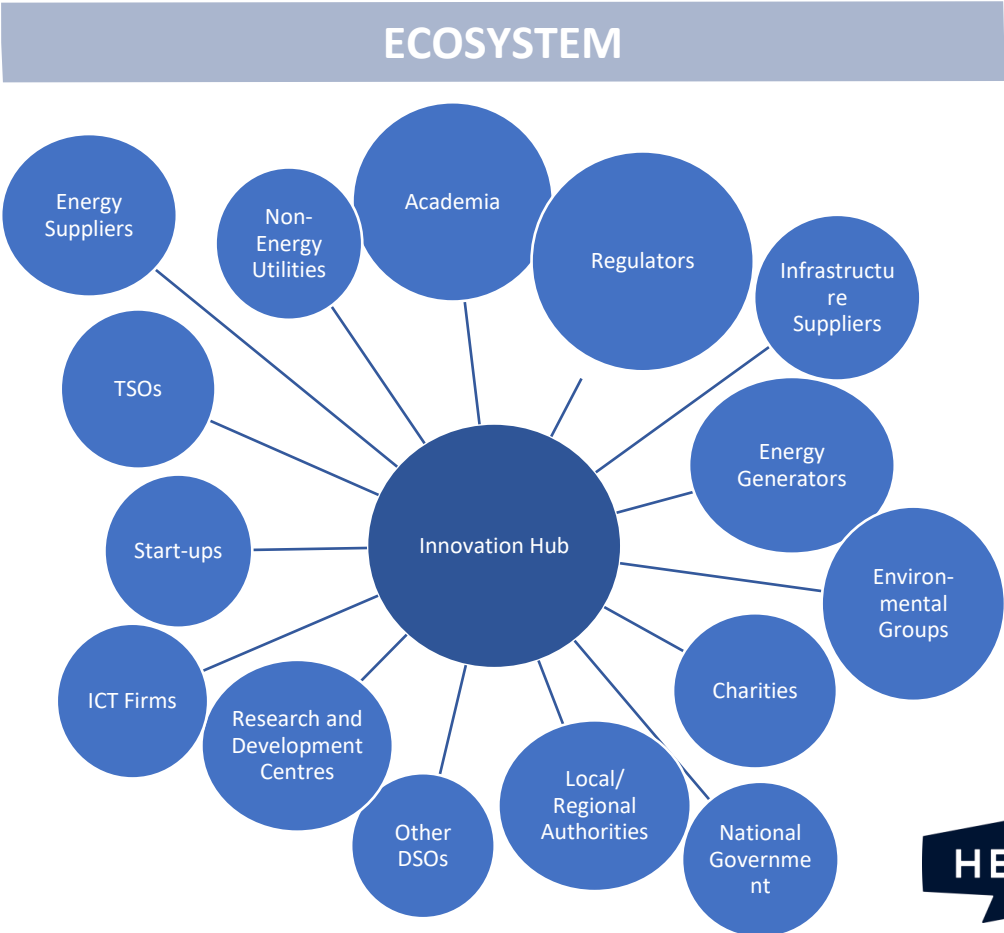 ECOSYSTEM
Energy
Suppliers
Non-
Energy
Utilities
Academia
Regulators
Infrastructu
re
Suppliers
TSOs
Energy
Generators
Start-ups
Innovation Hub
Environ-
mental
Groups
ICT Firms
Research and
Development
Centres
Charities
Other
DSOs
Local/
Regional
Authorities
National
Governme
nt
HE